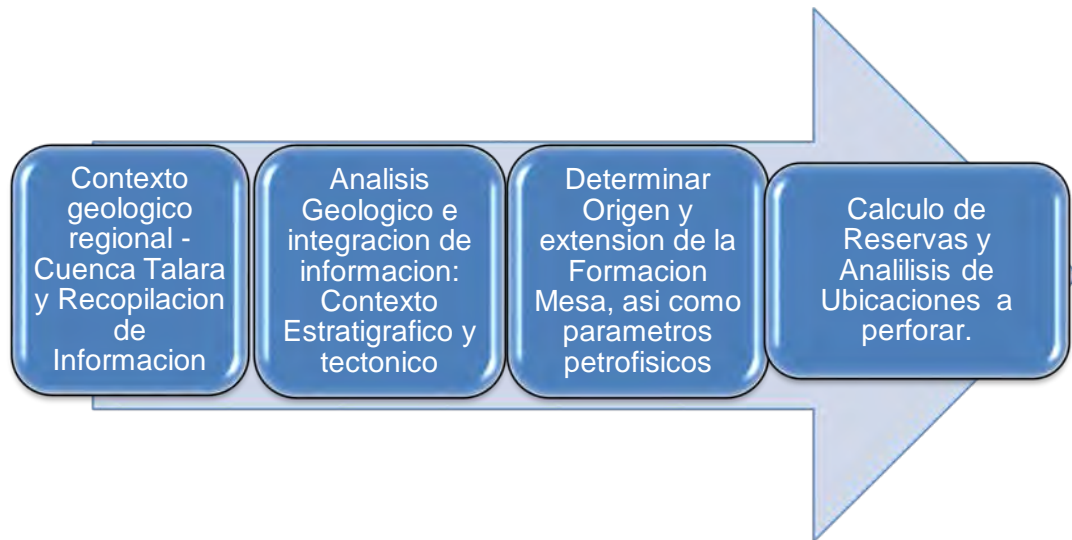 Contexto
geologico
regional -
Cuenca Talara
y Recopilacion
de
Informacion
Analisis
Geologico e
integracion de
informacion:
Contexto
Estratigrafico y
tectonico
Determinar
Origen y
extension de la
Formacion
Mesa, asi como
parametros
petrofisicos
Calculo de
Reservas y
Analilisis de
Ubicaciones a
perforar.